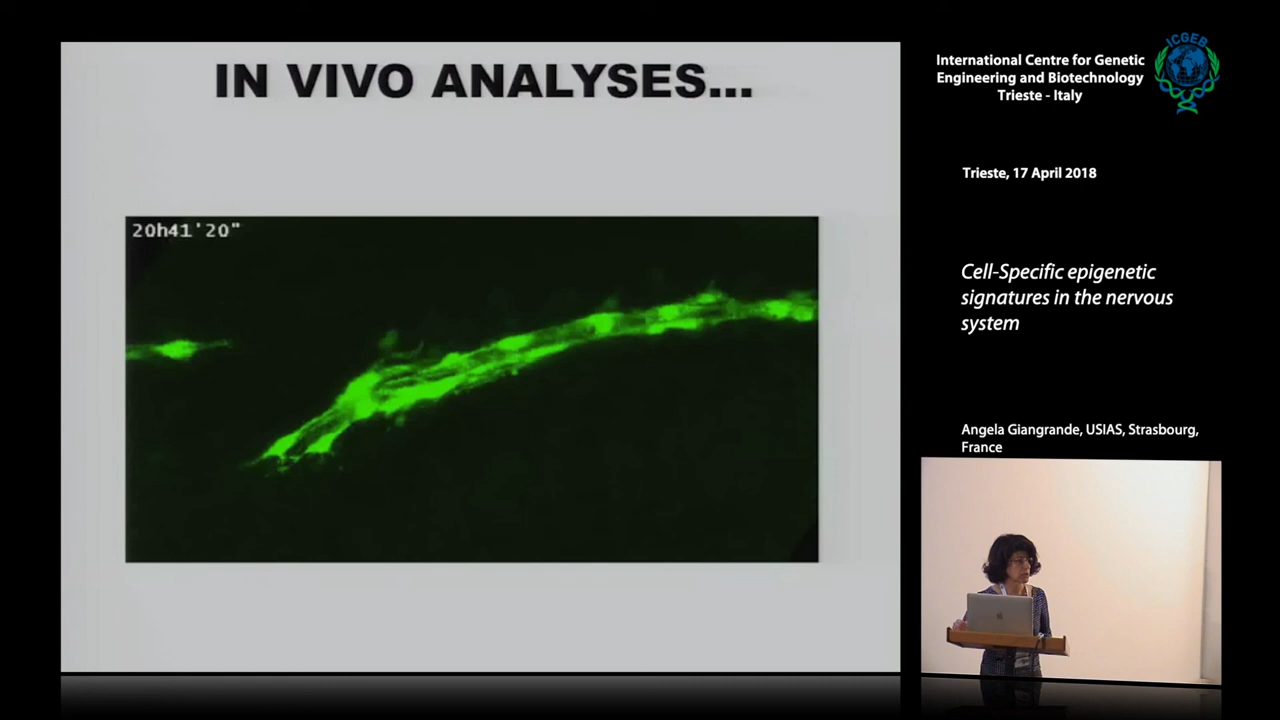 IN VIVO ANALYSES...
20h41'20"
International Centre for Genetic
Engineering and Biotechnology
Trieste - Italy
ICGEB
Trieste, 17 April 2018
Cell-Specific epigenetic
signatures in the nervous
system
Angela Giangrande, USIAS, Strasbourg,
France